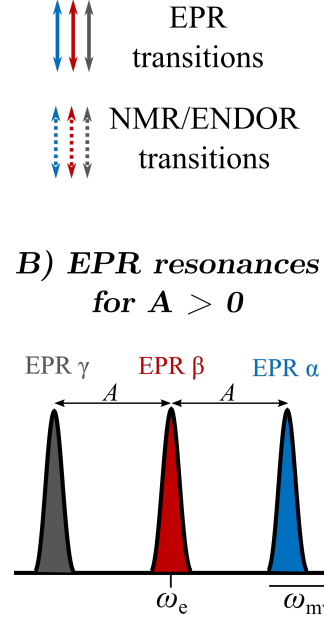 EPR
transitions
NMR/ENDOR
transitions
B) EPR resonances
for A > 0
EPR γ EPR β EPR α
A A
ωe